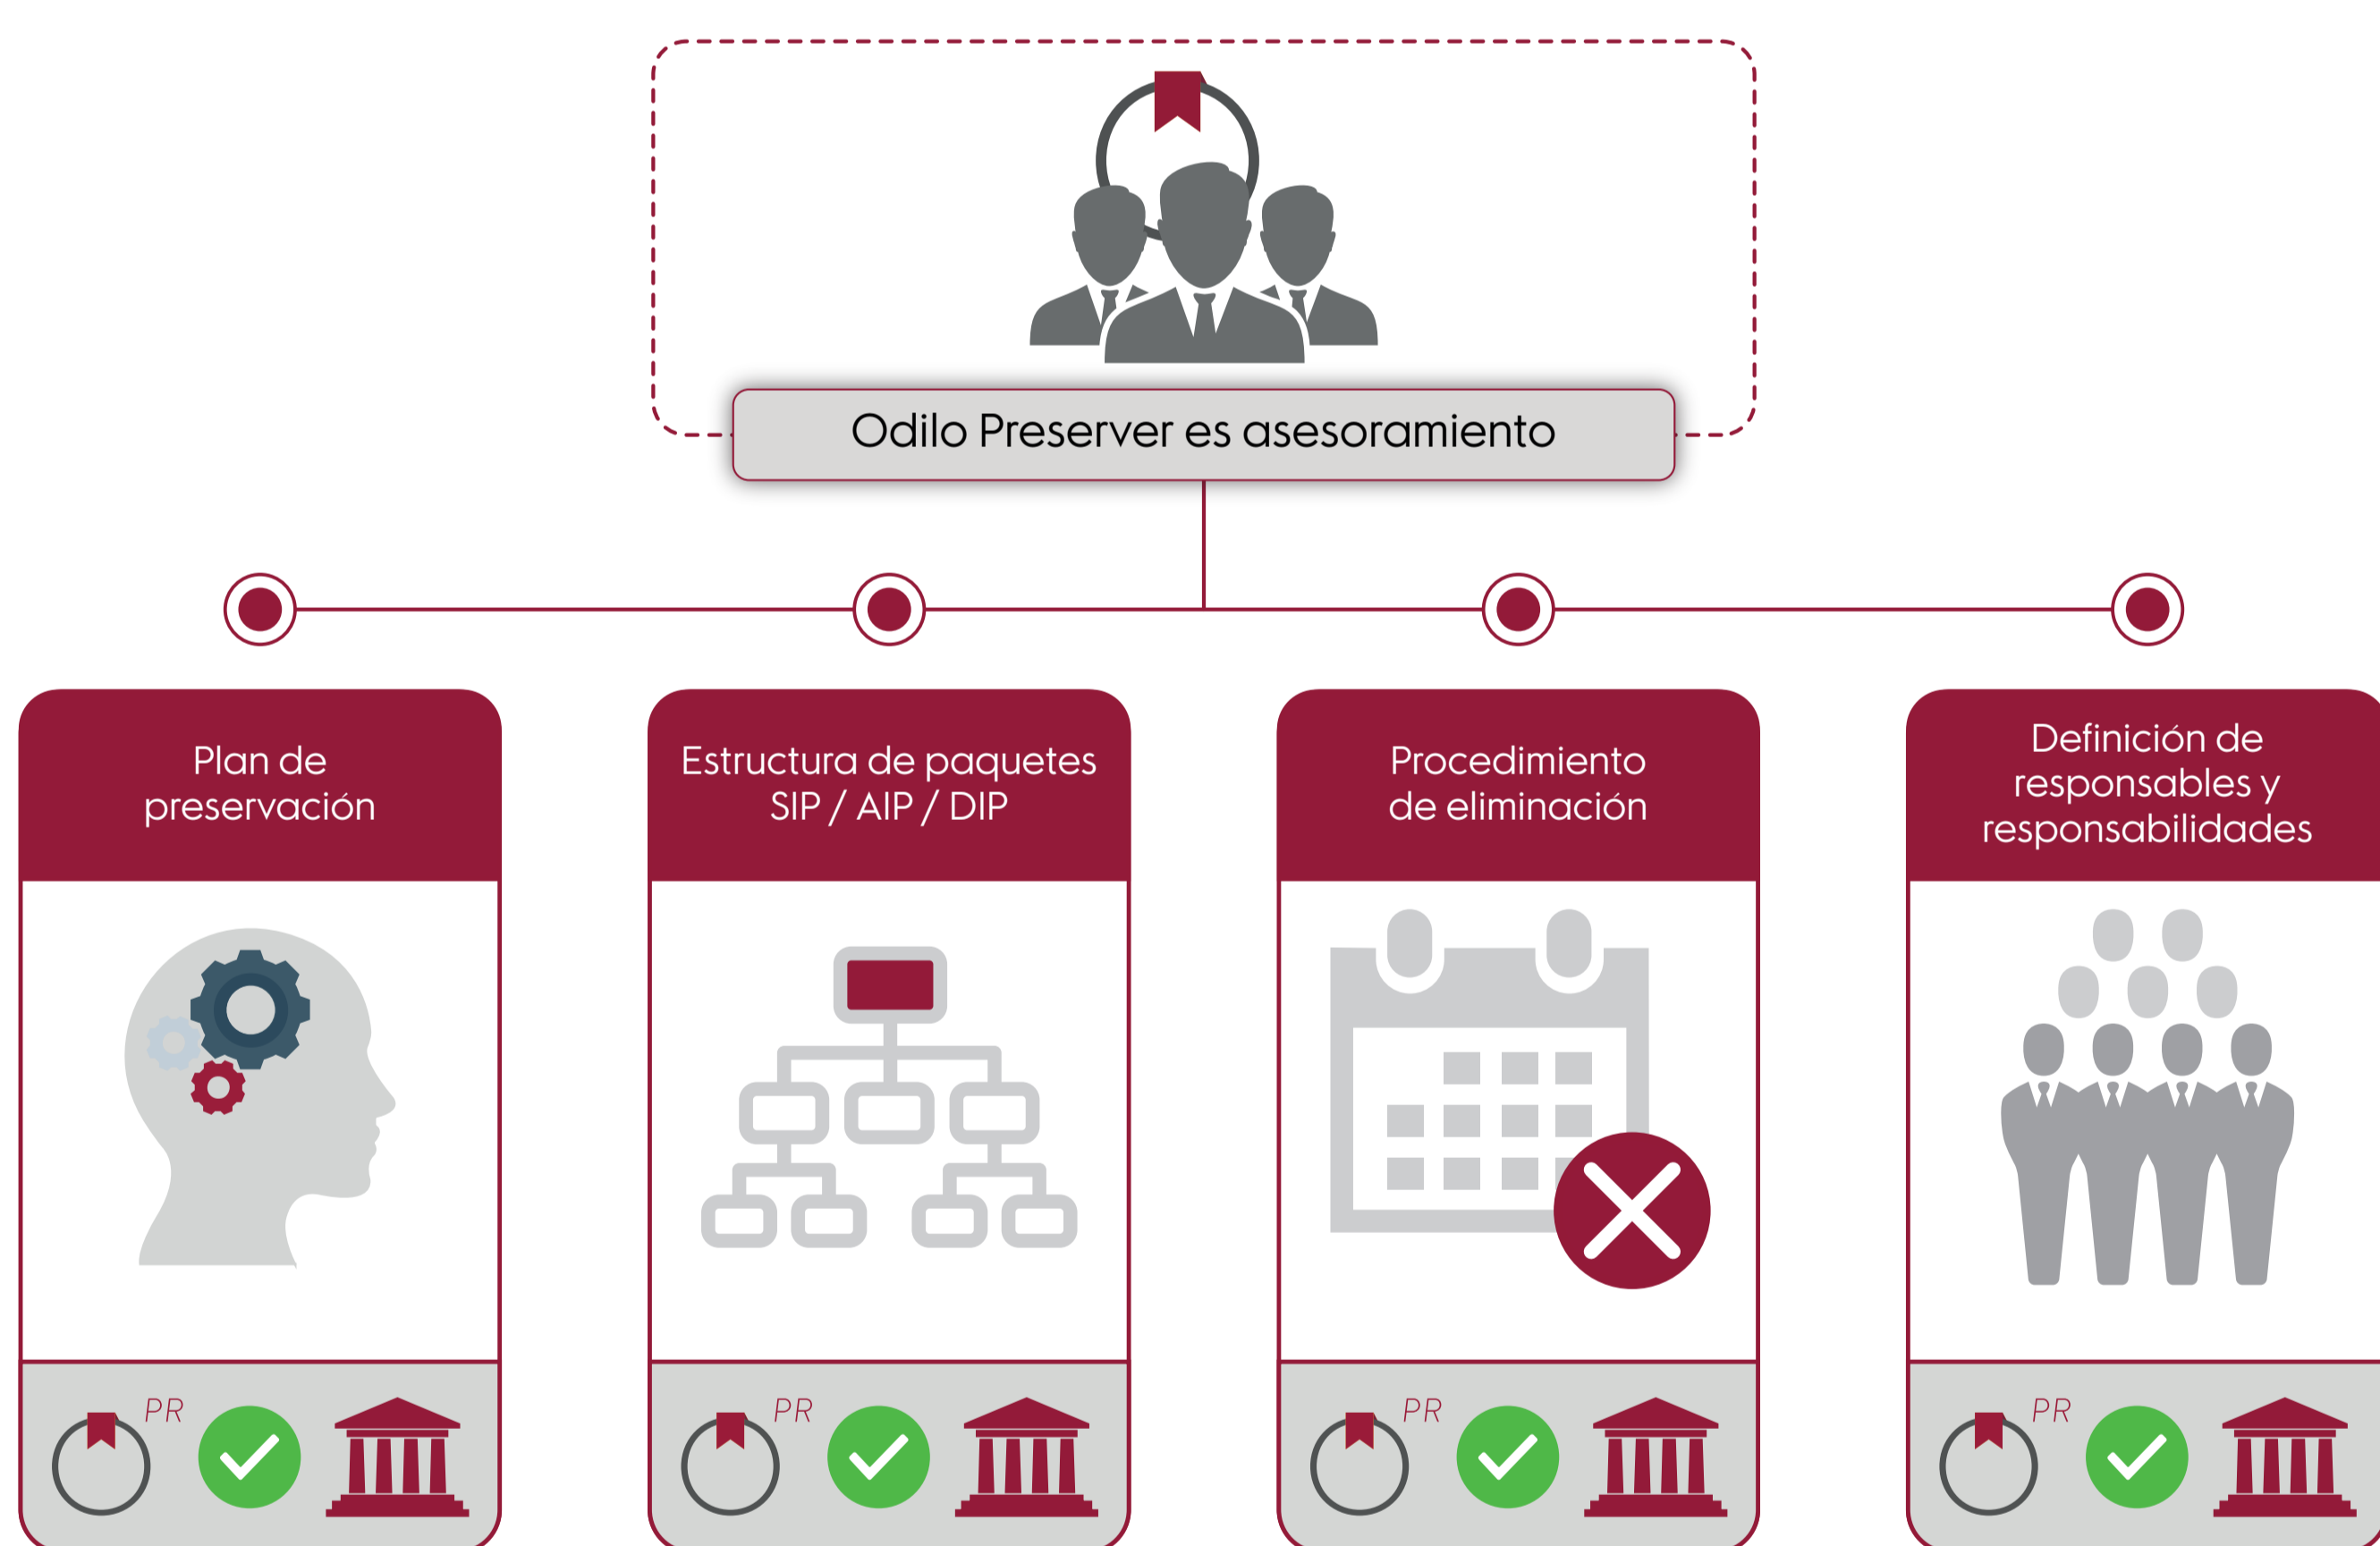 Odilo Preserver es asesoramiento
Plan de
preservación
Estructura de paquetes
SIP / AIP / DIP
Procedimiento
de eliminación
Definición de
responsables y
responsabilidades
PR
PR
PR
PR